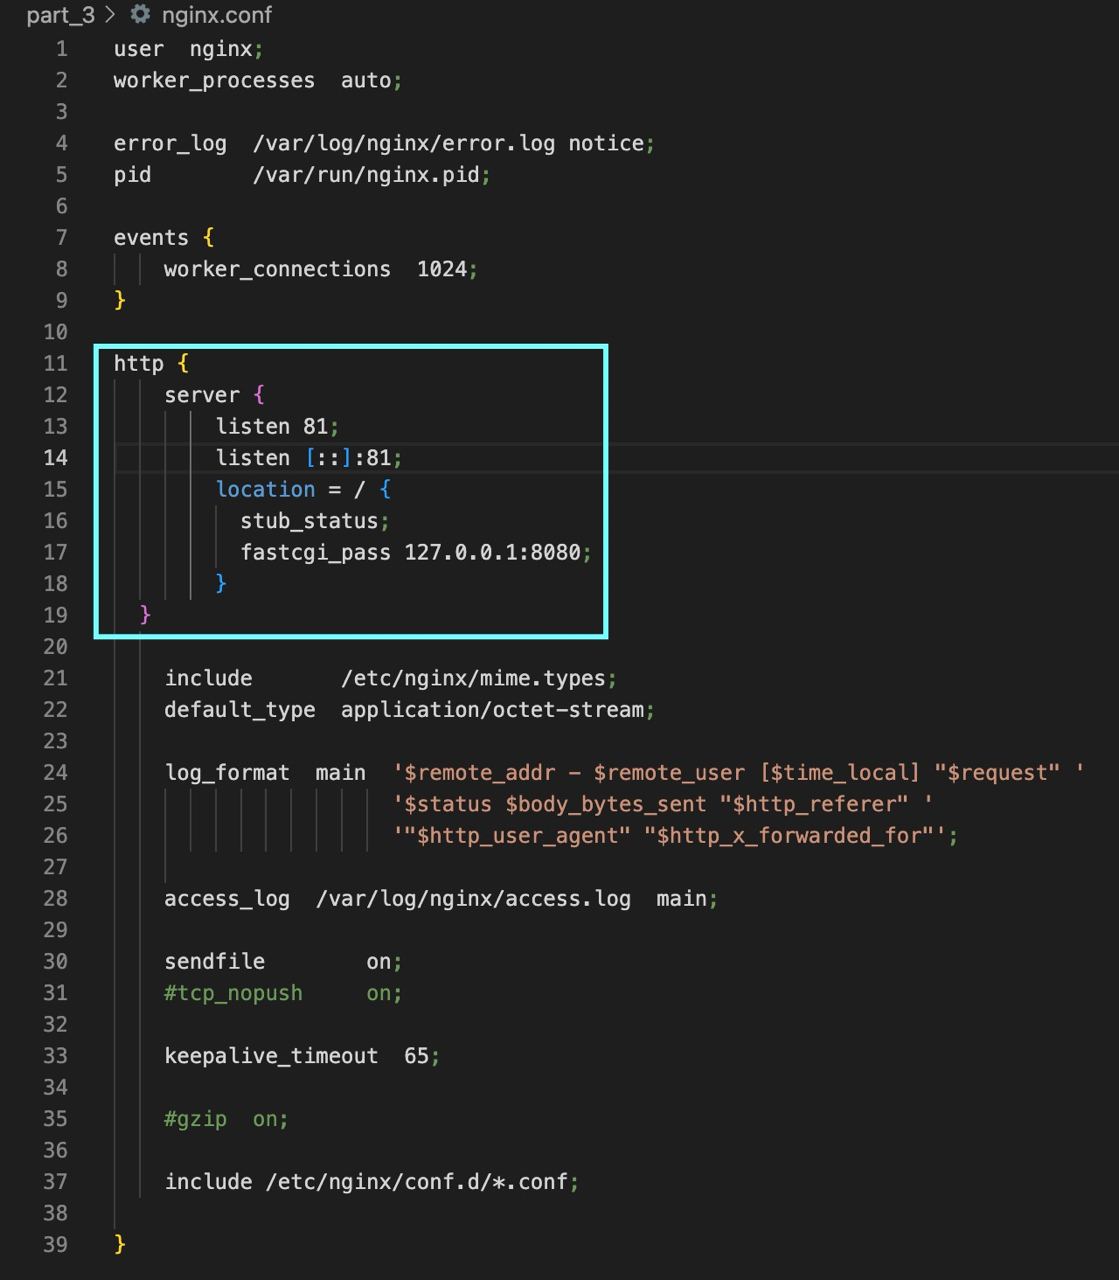 part_3 > nginx.conf
1 user  nginx;
2 worker_processes  auto;
3
4 error_log  /var/log/nginx/error.log notice;
5 pid        /var/run/nginx.pid;
6
7 events {
8     worker_connections  1024;
9 }
10
11 http {
12     server {
13         listen 81;
14         listen [::]:81;
15         location = / {
16           stub_status;
17           fastcgi_pass 127.0.0.1:8080;
18         }
19   }
20
21     include       /etc/nginx/mime.types;
22     default_type  application/octet-stream;
23
24     log_format  main  '$remote_addr - $remote_user [$time_local] "$request" '
25                       '$status $body_bytes_sent "$http_referer" '
26                       '"$http_user_agent" "$http_x_forwarded_for"';
27
28     access_log  /var/log/nginx/access.log  main;
29
30     sendfile        on;
31     #tcp_nopush     on;
32
33     keepalive_timeout  65;
34
35     #gzip  on;
36
37     include /etc/nginx/conf.d/*.conf;
38
39 }